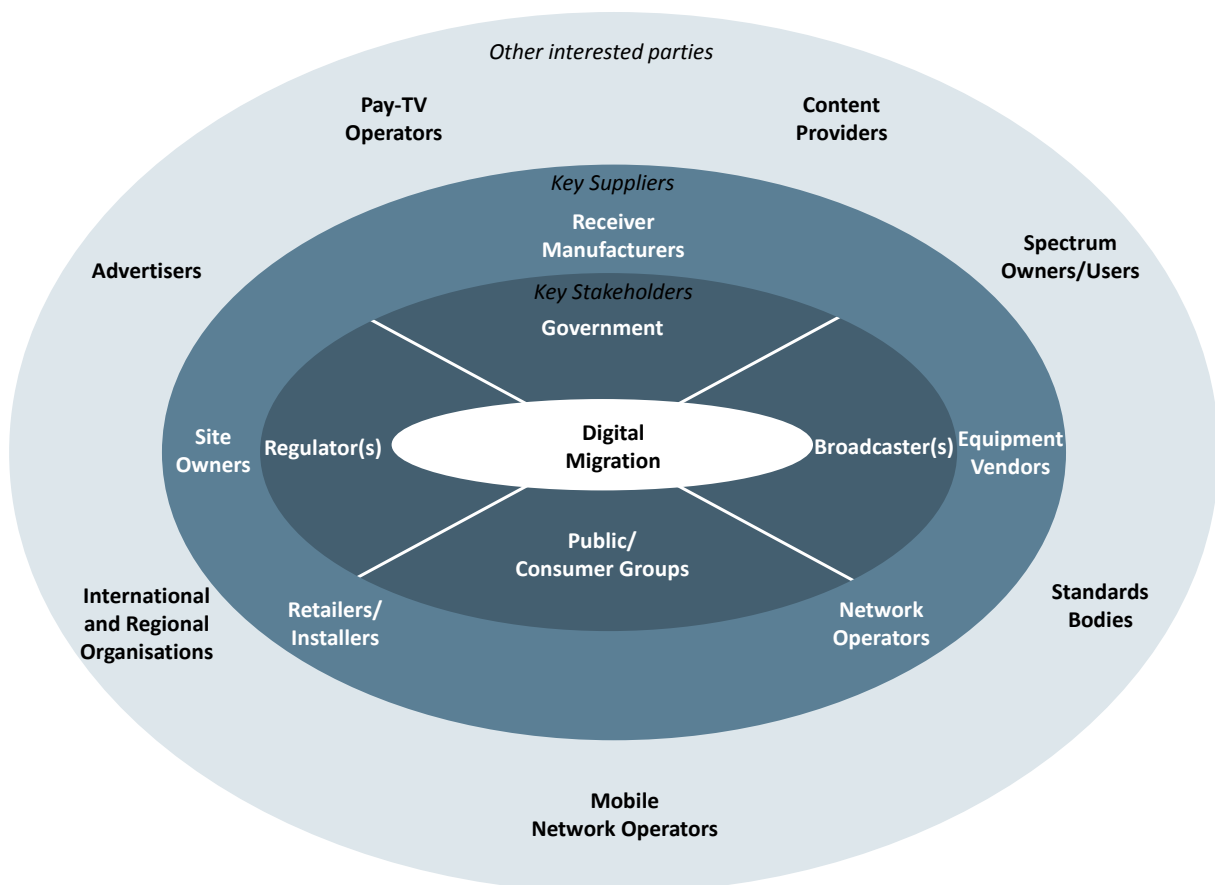 Other interested parties
Pay-TV
Operators
Content
Providers
Key Suppliers
Receiver
Manufacturers
Advertisers
Spectrum
Owners/Users
Key Stakeholders
Government
Site
Owners
Regulator(s)
Digital
Migration
Broadcaster(s)
Equipment
Vendors
Public/
Consumer Groups
International
and Regional
Organisations
Retailers/
Installers
Network
Operators
Standards
Bodies
Mobile
Network Operators